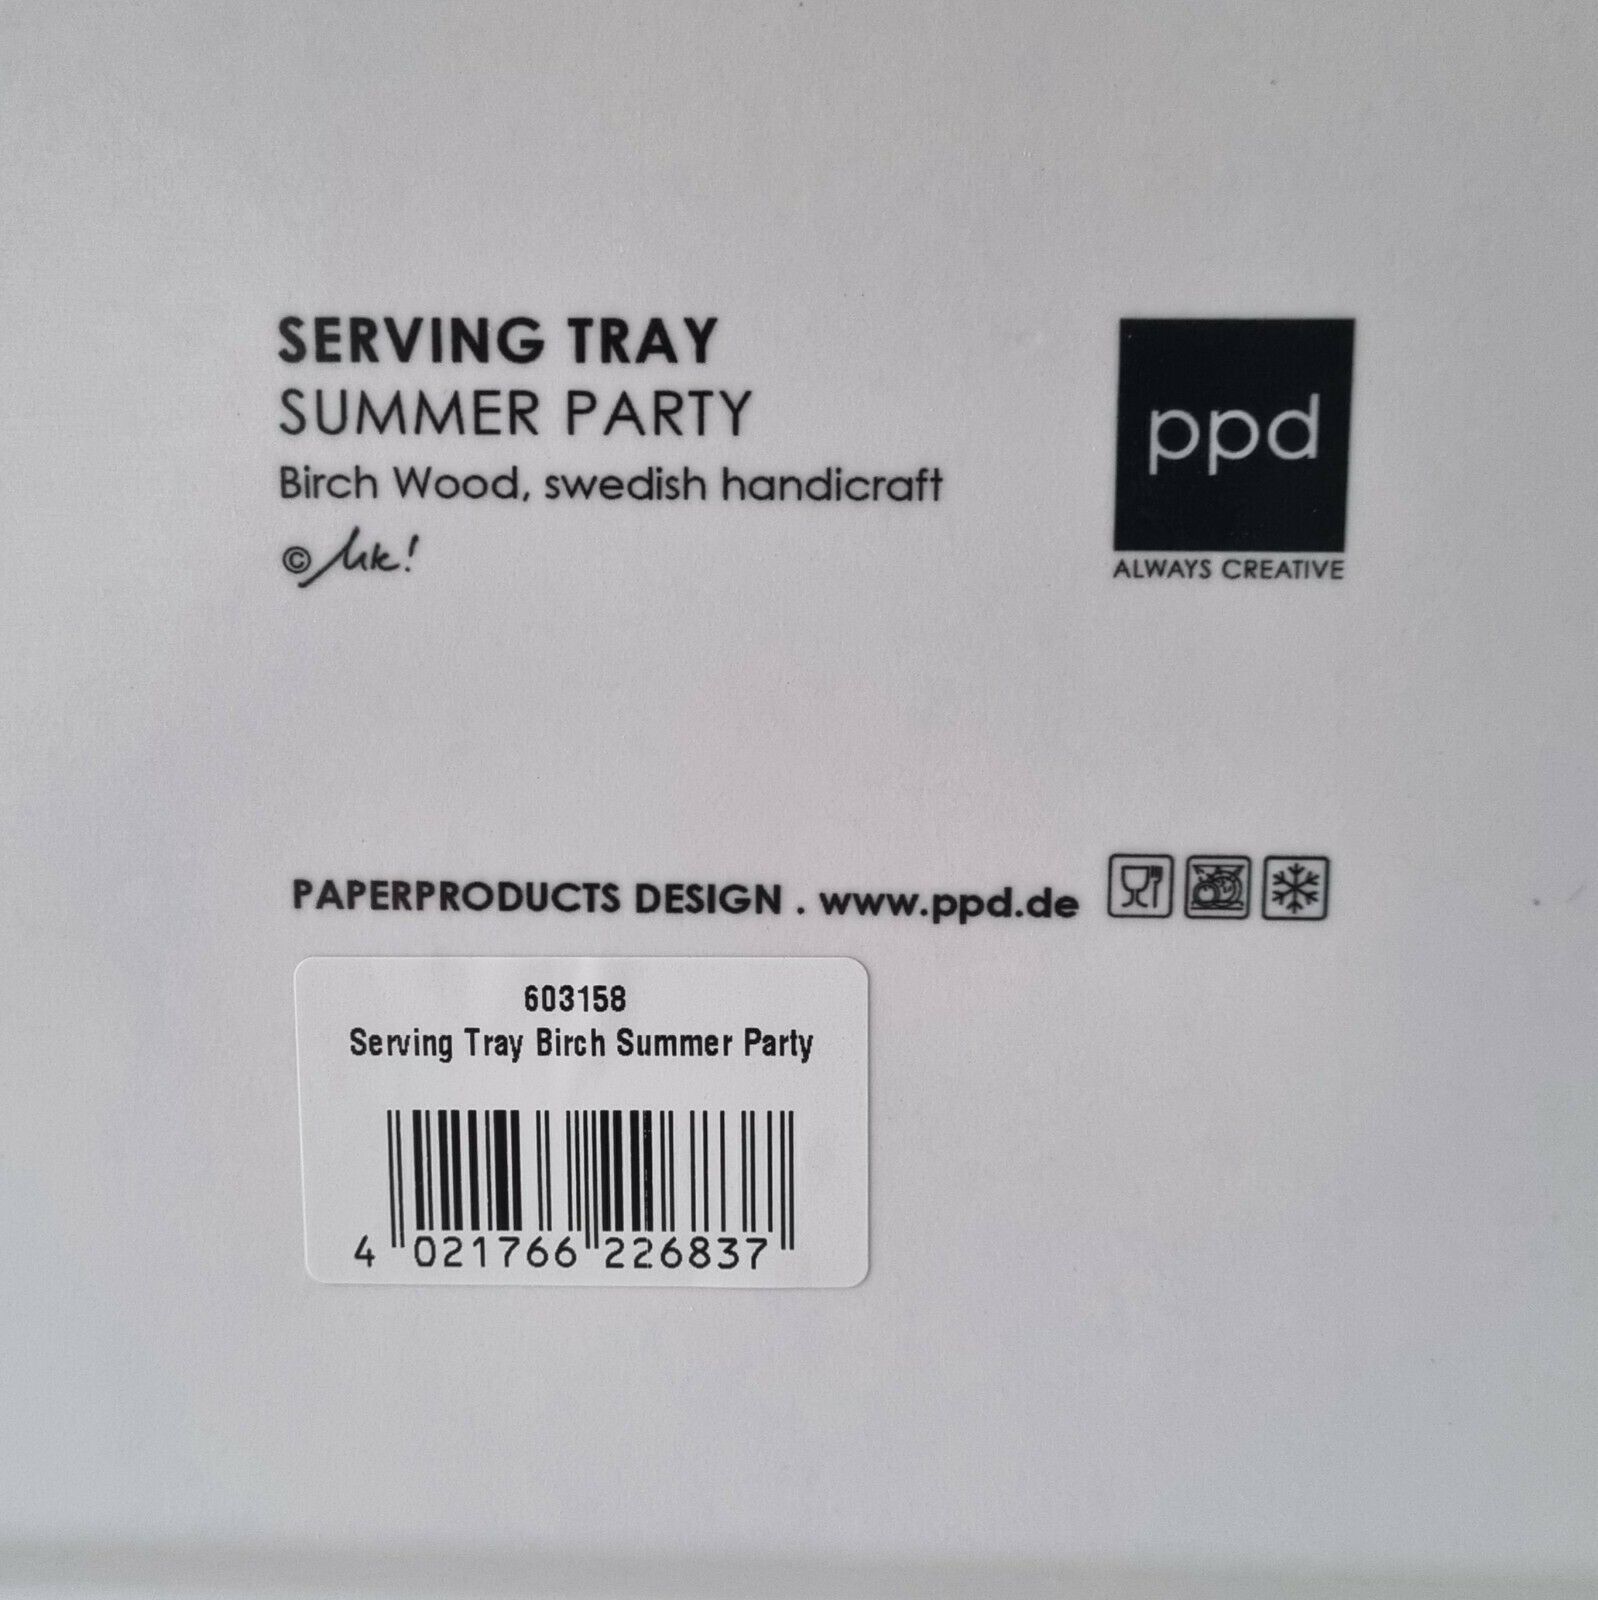 SERVING TRAY
SUMMER PARTY
Birch Wood, swedish handicraft
©
ppd
ALWAYS CREATIVE
PAPERPRODUCTS DESIGN . www.ppd.de
603158
Serving Tray Birch Summer Party
4 021766 226837